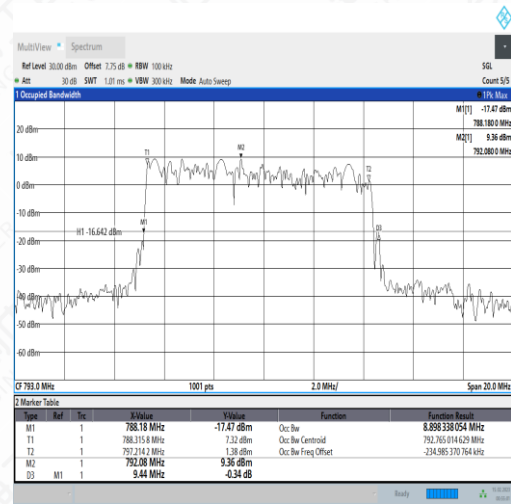 MultiView Spectrum
Ref Level 30.00 dBm Offset 7.75 dB RBW 100 kHz SGL
Att 30 dB SWT 1.01 ms VBW 300 kHz Mode Auto Sweep Count 5/5
1 Occupied Bandwidth 1Pk Max
M1[1] -17.47 dBm
788.180 0 MHz
M2[1] 9.36 dBm
792.080 0 MHz
20 dBm
T1
M2
10 dBm
T2
0 dBm
-10 dBm
M1
D3
H1 -16.642 dBm
-20 dBm
-30 dBm
-40 dBm
-50 dBm
-60 dBm
CF 793.0 MHz 1001 pts 2.0 MHz/ Span 20.0 MHz
2 Marker Table
Type Ref Trc X-Value Y-Value Function Function Result
M1 1 788.18 MHz -17.47 dBm Occ Bw 8.898 338 054 MHz
T1 1 788.315 8 MHz 7.32 dBm Occ Bw Centroid 792.765 014 629 MHz
T2 1 797.214 2 MHz 1.38 dBm Occ Bw Freq Offset -234.985 370 764 kHz
M2 1 792.08 MHz 9.36 dBm
D3 M1 1 9.44 MHz -0.34 dB
Ready